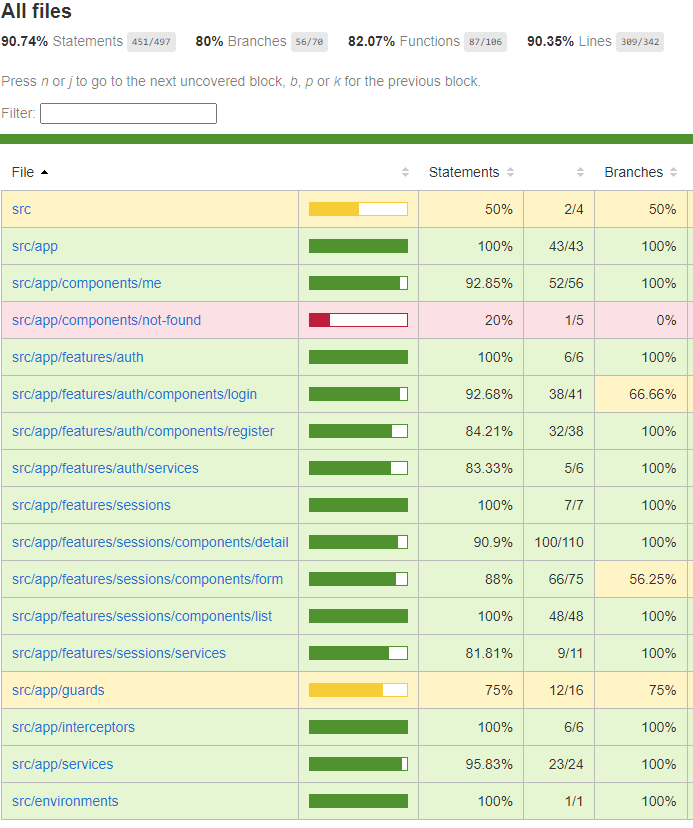 All files
90.74% Statements 451/497 80% Branches 56/70 82.07% Functions 87/106 90.35% Lines 309/342
Press n or j to go to the next uncovered block, b, p or k for the previous block.
Filter:
File Statements Branches
src 50% 2/4 50%
src/app 100% 43/43 100%
src/app/components/me 92.85% 52/56 100%
src/app/components/not-found 20% 1/5 0%
src/app/features/auth 100% 6/6 100%
src/app/features/auth/components/login 92.68% 38/41 66.66%
src/app/features/auth/components/register 84.21% 32/38 100%
src/app/features/auth/services 83.33% 5/6 100%
src/app/features/sessions 100% 7/7 100%
src/app/features/sessions/components/detail 90.9% 100/110 100%
src/app/features/sessions/components/form 88% 66/75 56.25%
src/app/features/sessions/components/list 100% 48/48 100%
src/app/features/sessions/services 81.81% 9/11 100%
src/app/guards 75% 12/16 75%
src/app/interceptors 100% 6/6 100%
src/app/services 95.83% 23/24 100%
src/environments 100% 1/1 100%